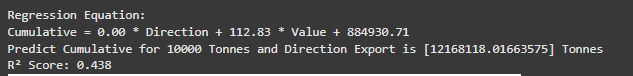 Regression Equation:
Cumulative = 0.00 * Direction + 112.83 * Value + 884930.71
Predict Cumulative for 10000 Tonnes and Direction Export is [12168118.01663575] Tonnes
R² Score: 0.438